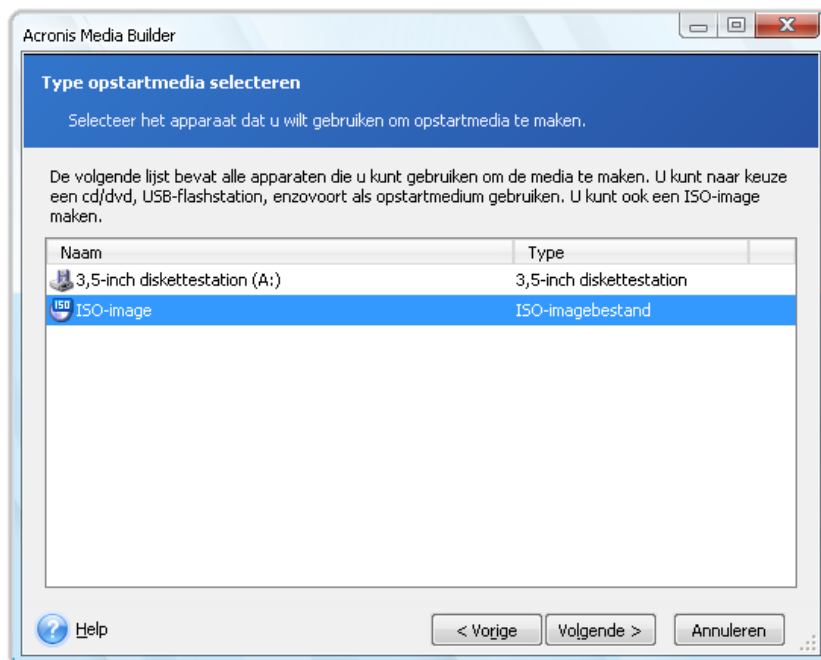 Acronis Media Builder
Type opstartmedia selecteren
Selecteer het apparaat dat u wilt gebruiken om opstartmedia te maken.
De volgende lijst bevat alle apparaten die u kunt gebruiken om de media te maken. U kunt naar keuze
een cd/dvd, USB-flashstation, enzovoort als opstartmedium gebruiken. U kunt ook een ISO-image
maken.
Naam Type
3,5-inch diskettestation (A:) 3,5-inch diskettestation
ISO ISO-image ISO-imagebestand
? Help < Vorige Volgende > Annuleren